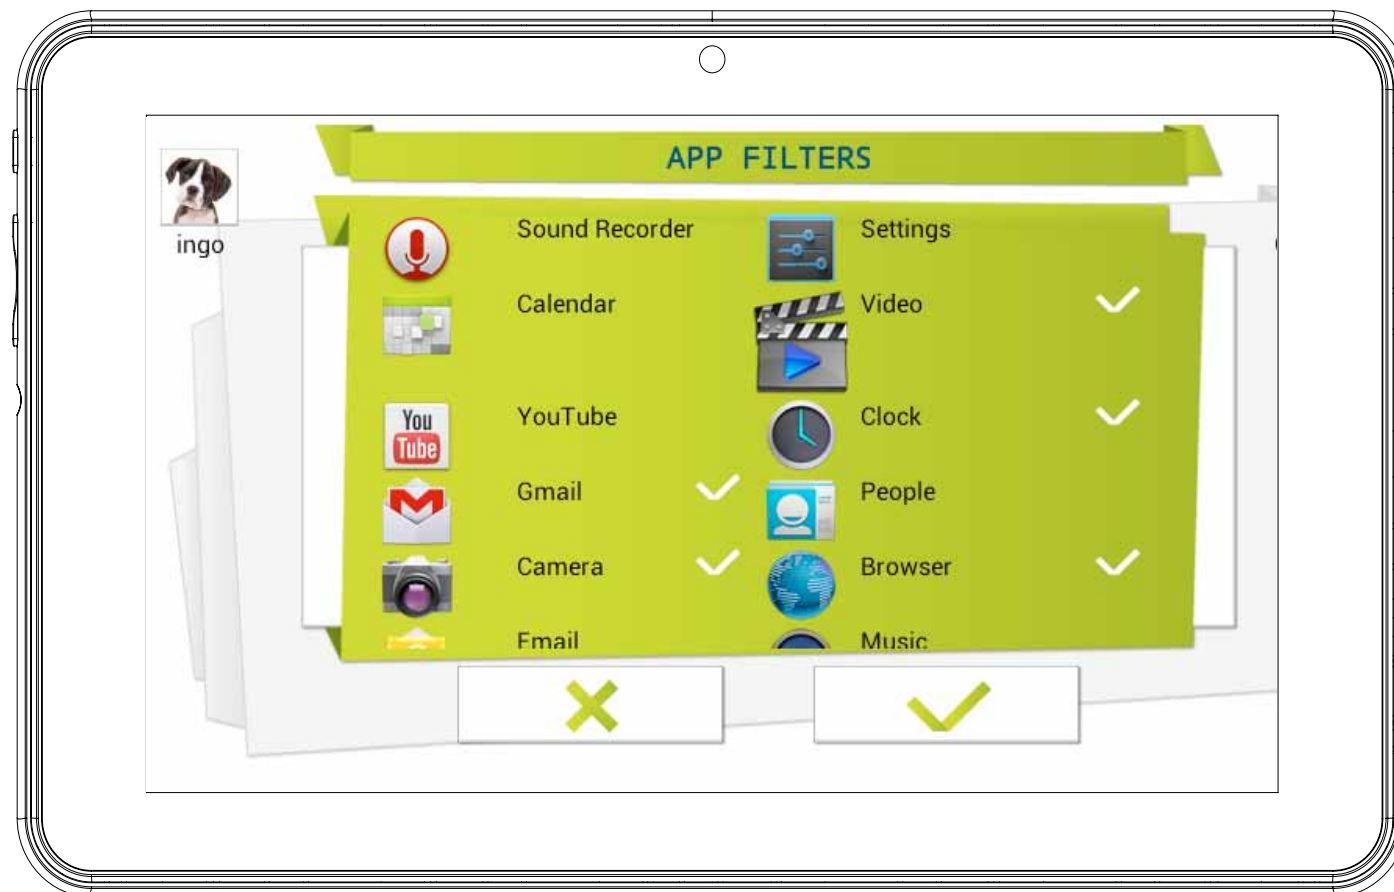 APP FILTERS
ingo
Sound Recorder
Settings
Calendar
Video
You
Tube
YouTube
Clock
Gmail
People
Camera
Browser
Email
Music